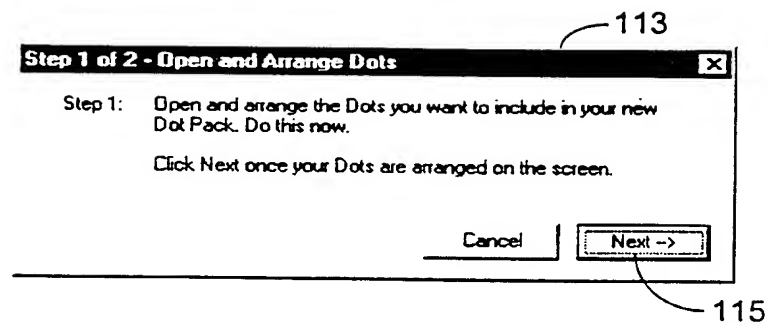 113
Step 1 of 2 - Open and Arrange Dots
Step 1: Open and arrange the Dots you want to include in your new
Dot Pack. Do this now.
Click Next once your Dots are arranged on the screen.
Cancel Next -->
115